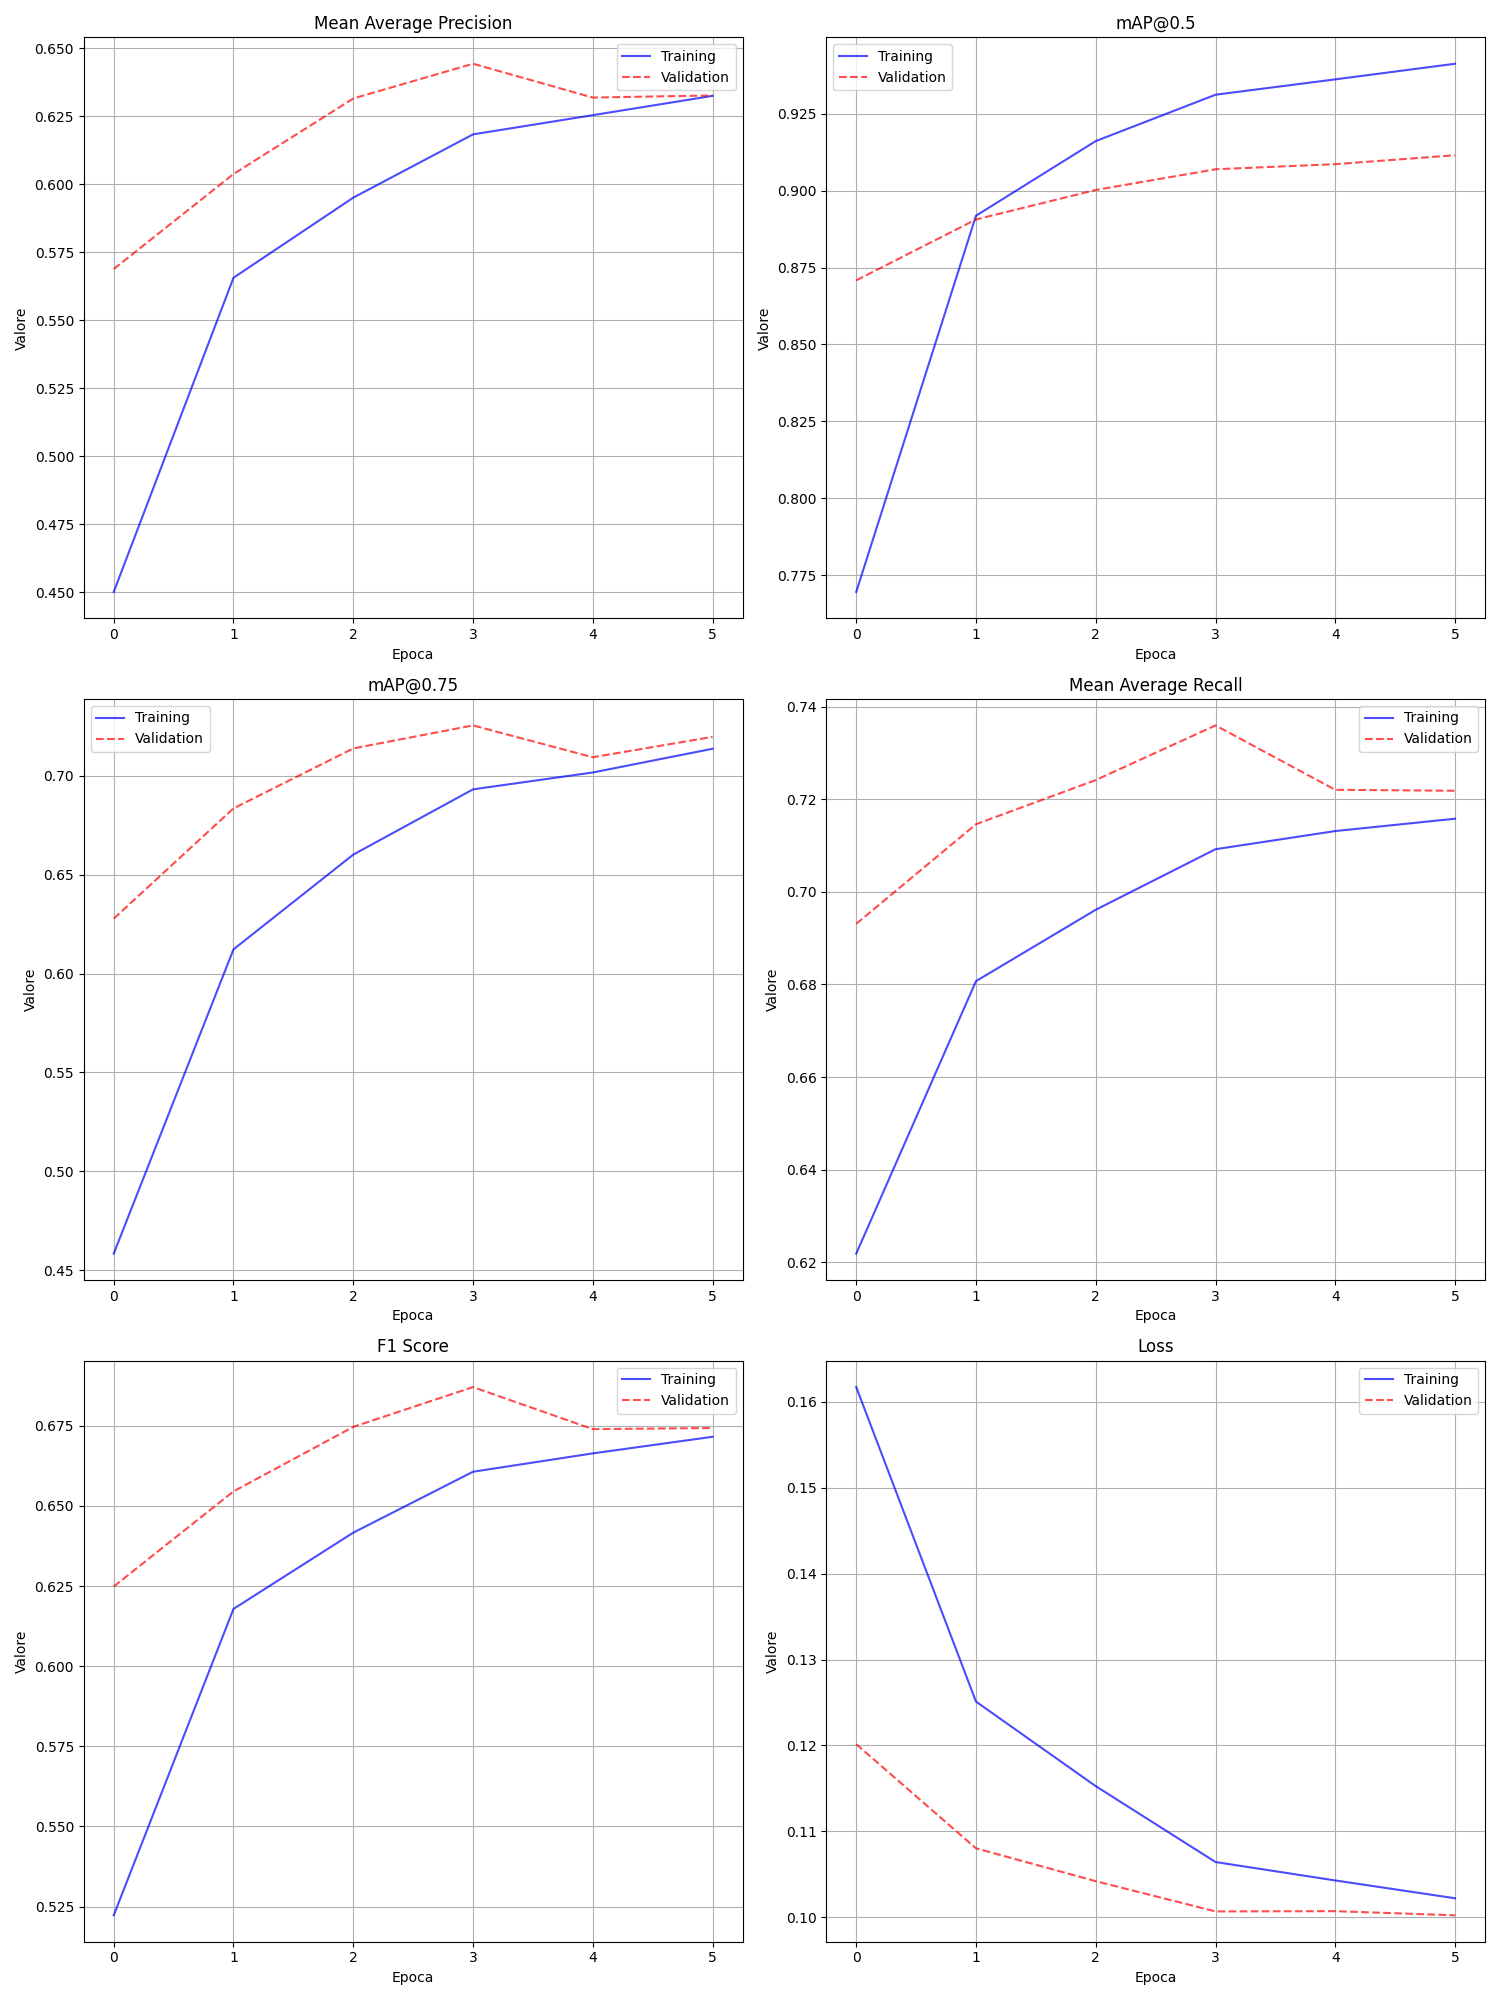 Mean Average Precision
0.650
0.625
0.600
0.575
0.550
0.525
0.500
0.475
0.450
Valore
Training
Validation
0 1 2 3 4 5
Epoca
mAP@0.5
0.925
0.900
0.875
0.850
0.825
0.800
0.775
Valore
Training
Validation
0 1 2 3 4 5
Epoca
mAP@0.75
0.70
0.65
0.60
0.55
0.50
0.45
Valore
Training
Validation
0 1 2 3 4 5
Epoca
Mean Average Recall
0.74
0.72
0.70
0.68
0.66
0.64
0.62
Valore
Training
Validation
0 1 2 3 4 5
Epoca
F1 Score
0.675
0.650
0.625
0.600
0.575
0.550
0.525
Valore
Training
Validation
0 1 2 3 4 5
Epoca
Loss
0.16
0.15
0.14
0.13
0.12
0.11
0.10
Valore
Training
Validation
0 1 2 3 4 5
Epoca